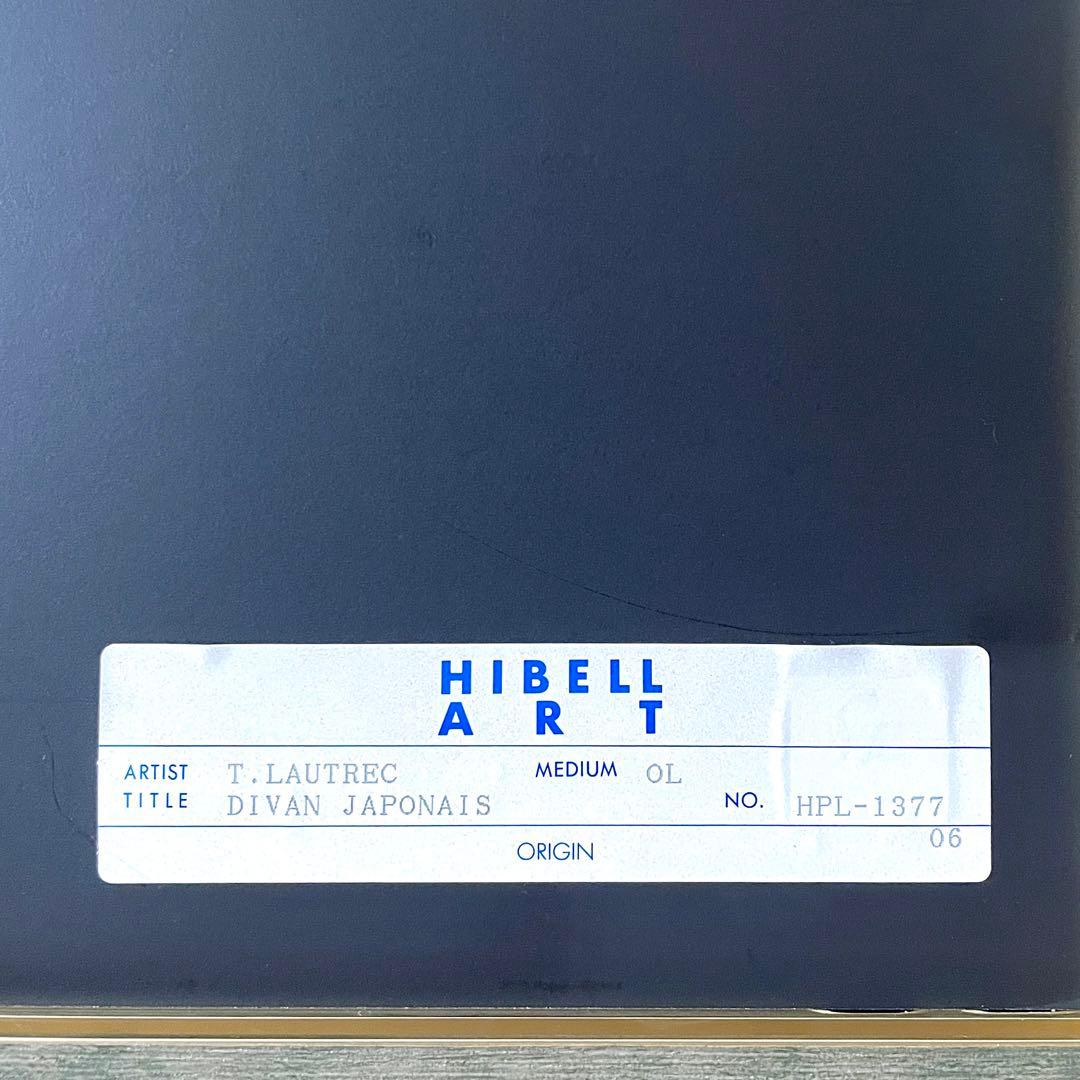 HIBELL
ART
ARTIST T.LAUTREC MEDIUM OL
TITLE DIVAN JAPONAIS NO. HPL-1377
06
ORIGIN